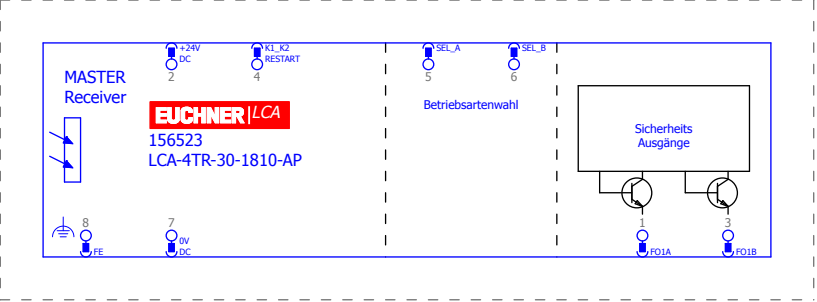 +24V
DC
K1_K2
RESTART
SEL_A
SEL_B
2
4
5
6
MASTER
Receiver
EUCHNER LCA
156523
LCA-4TR-30-1810-AP
Betriebsartenwahl
Sicherheits
Ausgänge
8
7
1
3
FE
0V
DC
FO1A
FO1B